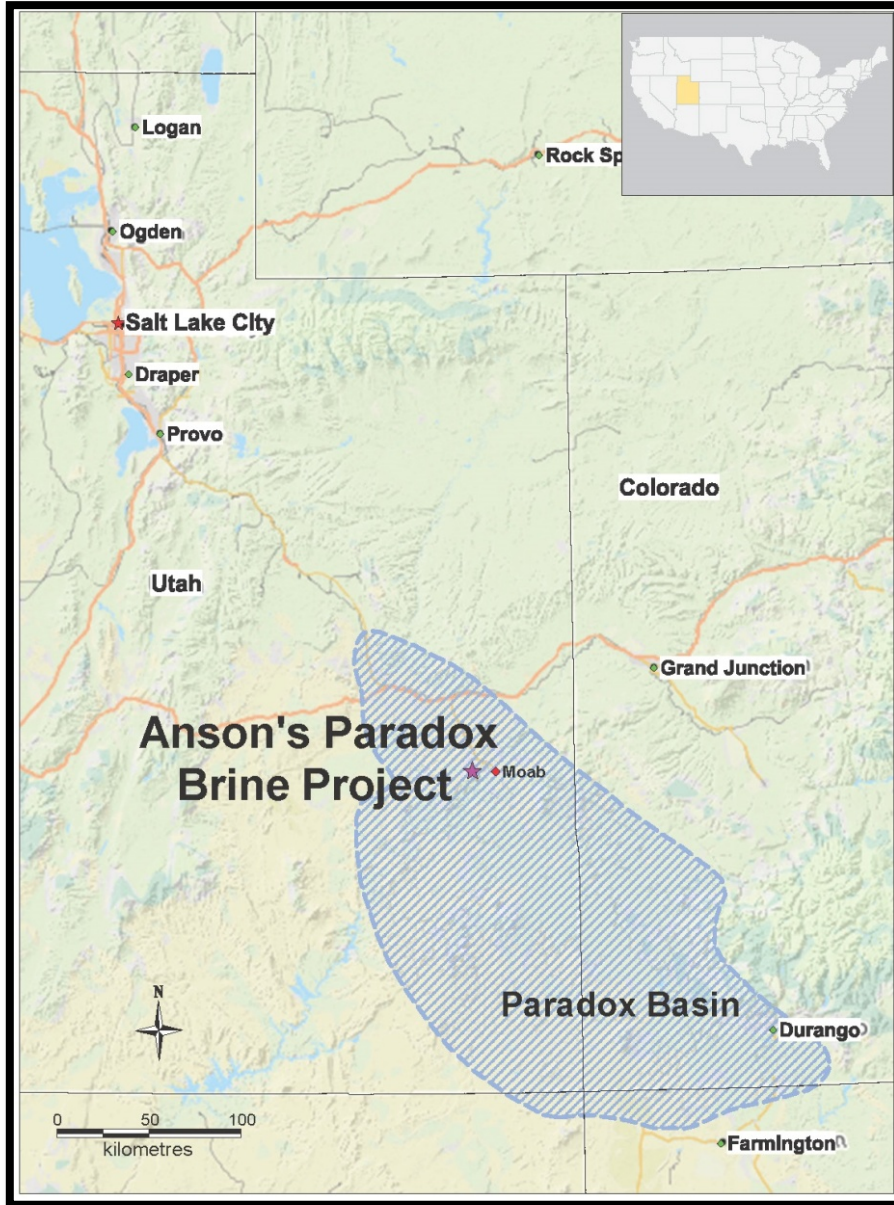 Logan
Rock Sp
Ogden
Salt Lake City
Draper
Provo
Colorado
Utah
Grand Junction
Anson's Paradox
Brine Project
Moab
Paradox Basin
N
Durango
0 50 100
kilometres
Farmington